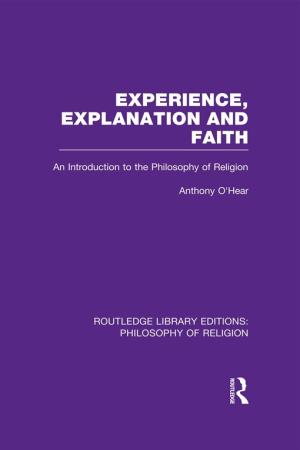 EXPERIENCE,
EXPLANATION AND
FAITH
An Introduction to the Philosophy of Religion
Anthony O'Hear
ROUTLEDGE LIBRARY EDITIONS:
PHILOSOPHY OF RELIGION
ROUTLEDGE